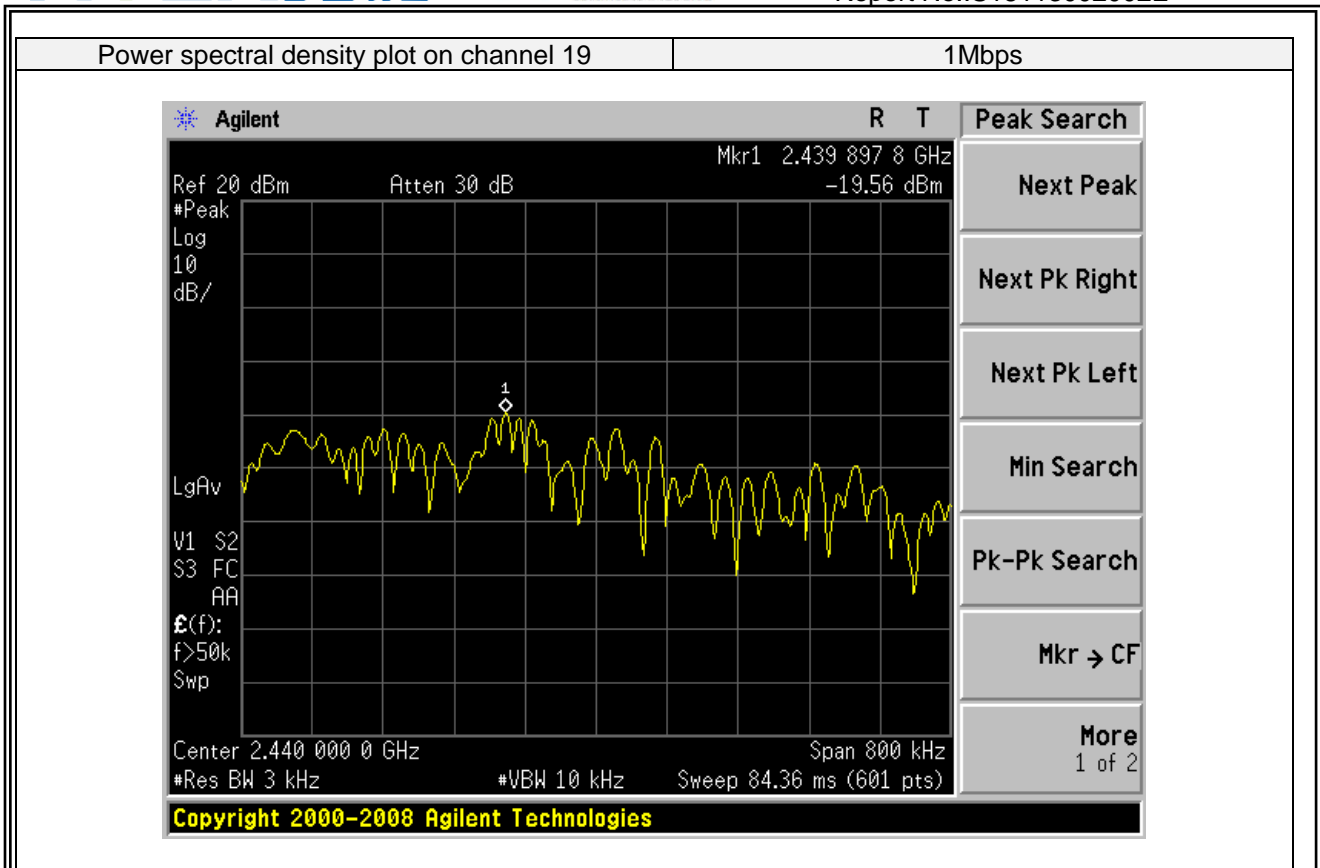 Power spectral density plot on channel 19 1Mbps
Agilent R T Peak Search
Mkr1 2.439 897 8 GHz
Ref 20 dBm Atten 30 dB -19.56 dBm
#Peak
Log
10
dB/
1
LgAv
V1 S2
S3 FC
AA
£(f):
f>50k
Swp
Center 2.440 000 0 GHz Span 800 kHz
#Res BW 3 kHz #VBW 10 kHz Sweep 84.36 ms (601 pts)
Copyright 2000-2008 Agilent Technologies
Next Peak
Next Pk Right
Next Pk Left
Min Search
Pk-Pk Search
Mkr → CF
More
1 of 2